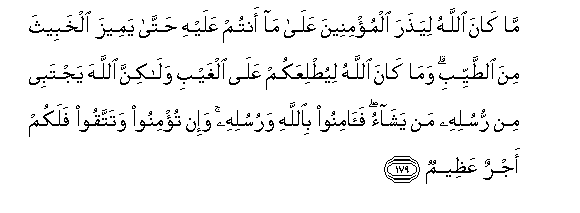 مَّا كَانَ ٱللَّهُ لِيَذَرَ ٱلْمُؤْمِنِينَ عَلَىٰ مَآ أَنتُمْ عَلَيْهِ حَتَّىٰ يَمِيزَ ٱلْخَبِيثَ
مِنَ ٱلطَّيِّبِ ۗ وَمَا كَانَ ٱللَّهُ لِيُطْلِعَكُمْ عَلَى ٱلْغَيْبِ وَلَـٰكِنَّ ٱللَّهَ يَجْتَبِى
مِن رُّسُلِهِۦ مَن يَشَآءُ ۖ فَـَٔامِنُوا۟ بِٱللَّهِ وَرُسُلِهِۦ ۚ وَإِن تُؤْمِنُوا۟ وَتَتَّقُوا۟ فَلَكُمْ
أَجْرٌ عَظِيمٌ ١٧٩